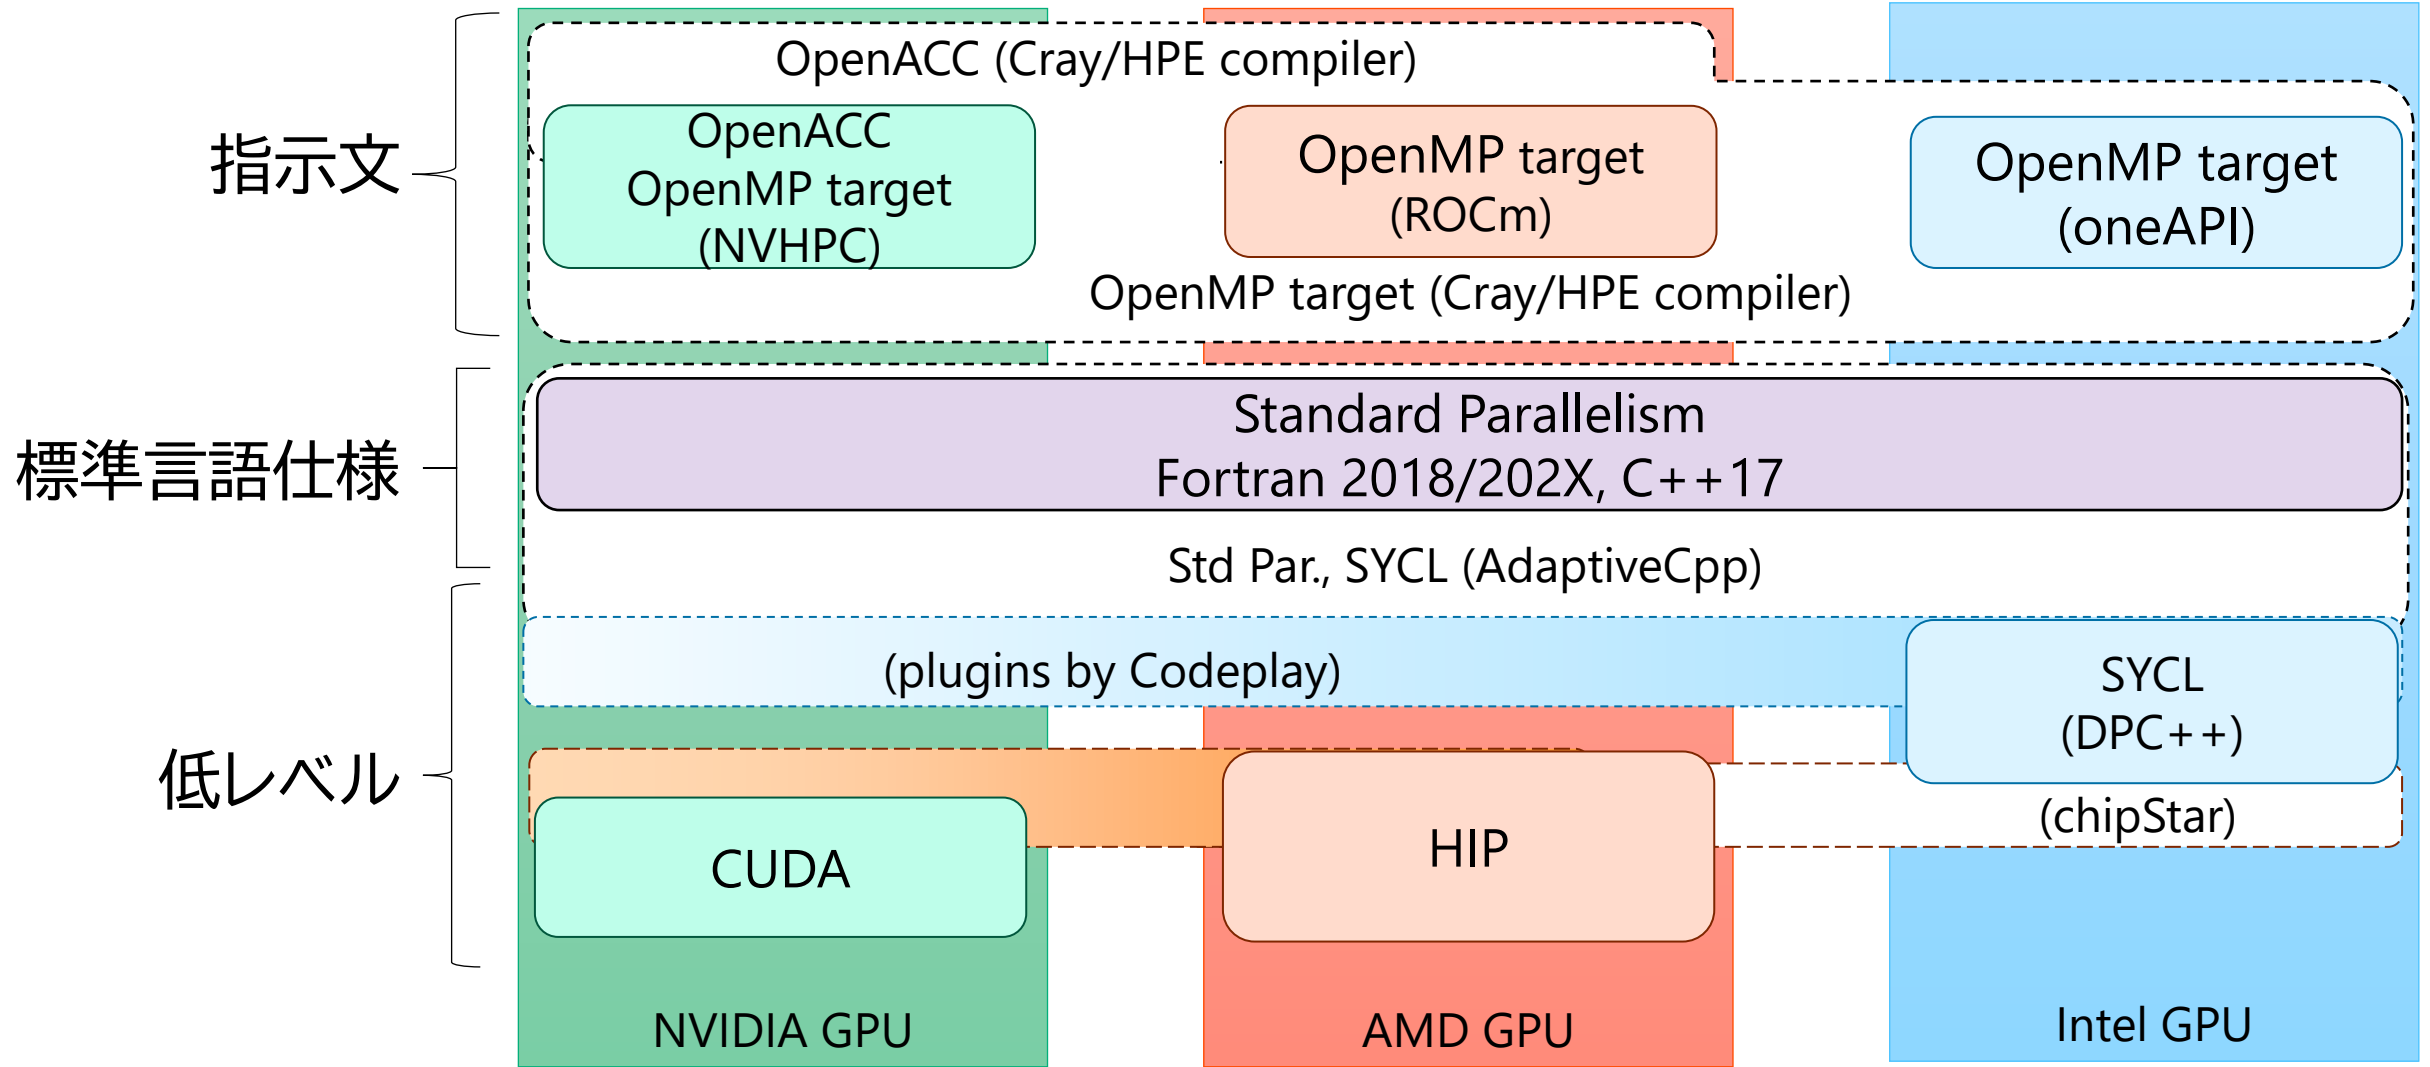 OpenACC (Cray/HPE compiler)
指示文
OpenACC
OpenMP target
(NVHPC)
OpenMP target
(ROCm)
OpenMP target
(oneAPI)
OpenMP target (Cray/HPE compiler)
標準言語仕様
Standard Parallelism
Fortran 2018/202X, C++17
Std Par., SYCL (AdaptiveCpp)
低レベル
(plugins by Codeplay)
SYCL
(DPC++)
(chipStar)
CUDA
HIP
NVIDIA GPU
AMD GPU
Intel GPU